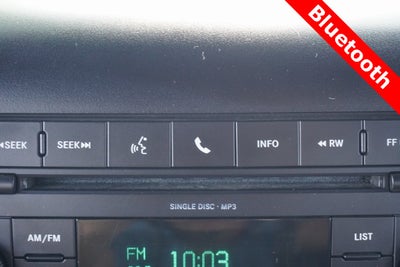 Bluetooth
SEEK
SEEK
INFO
RW
FF
SINGLE DISC · MP3
AM/FM
LIST
FM
10:03